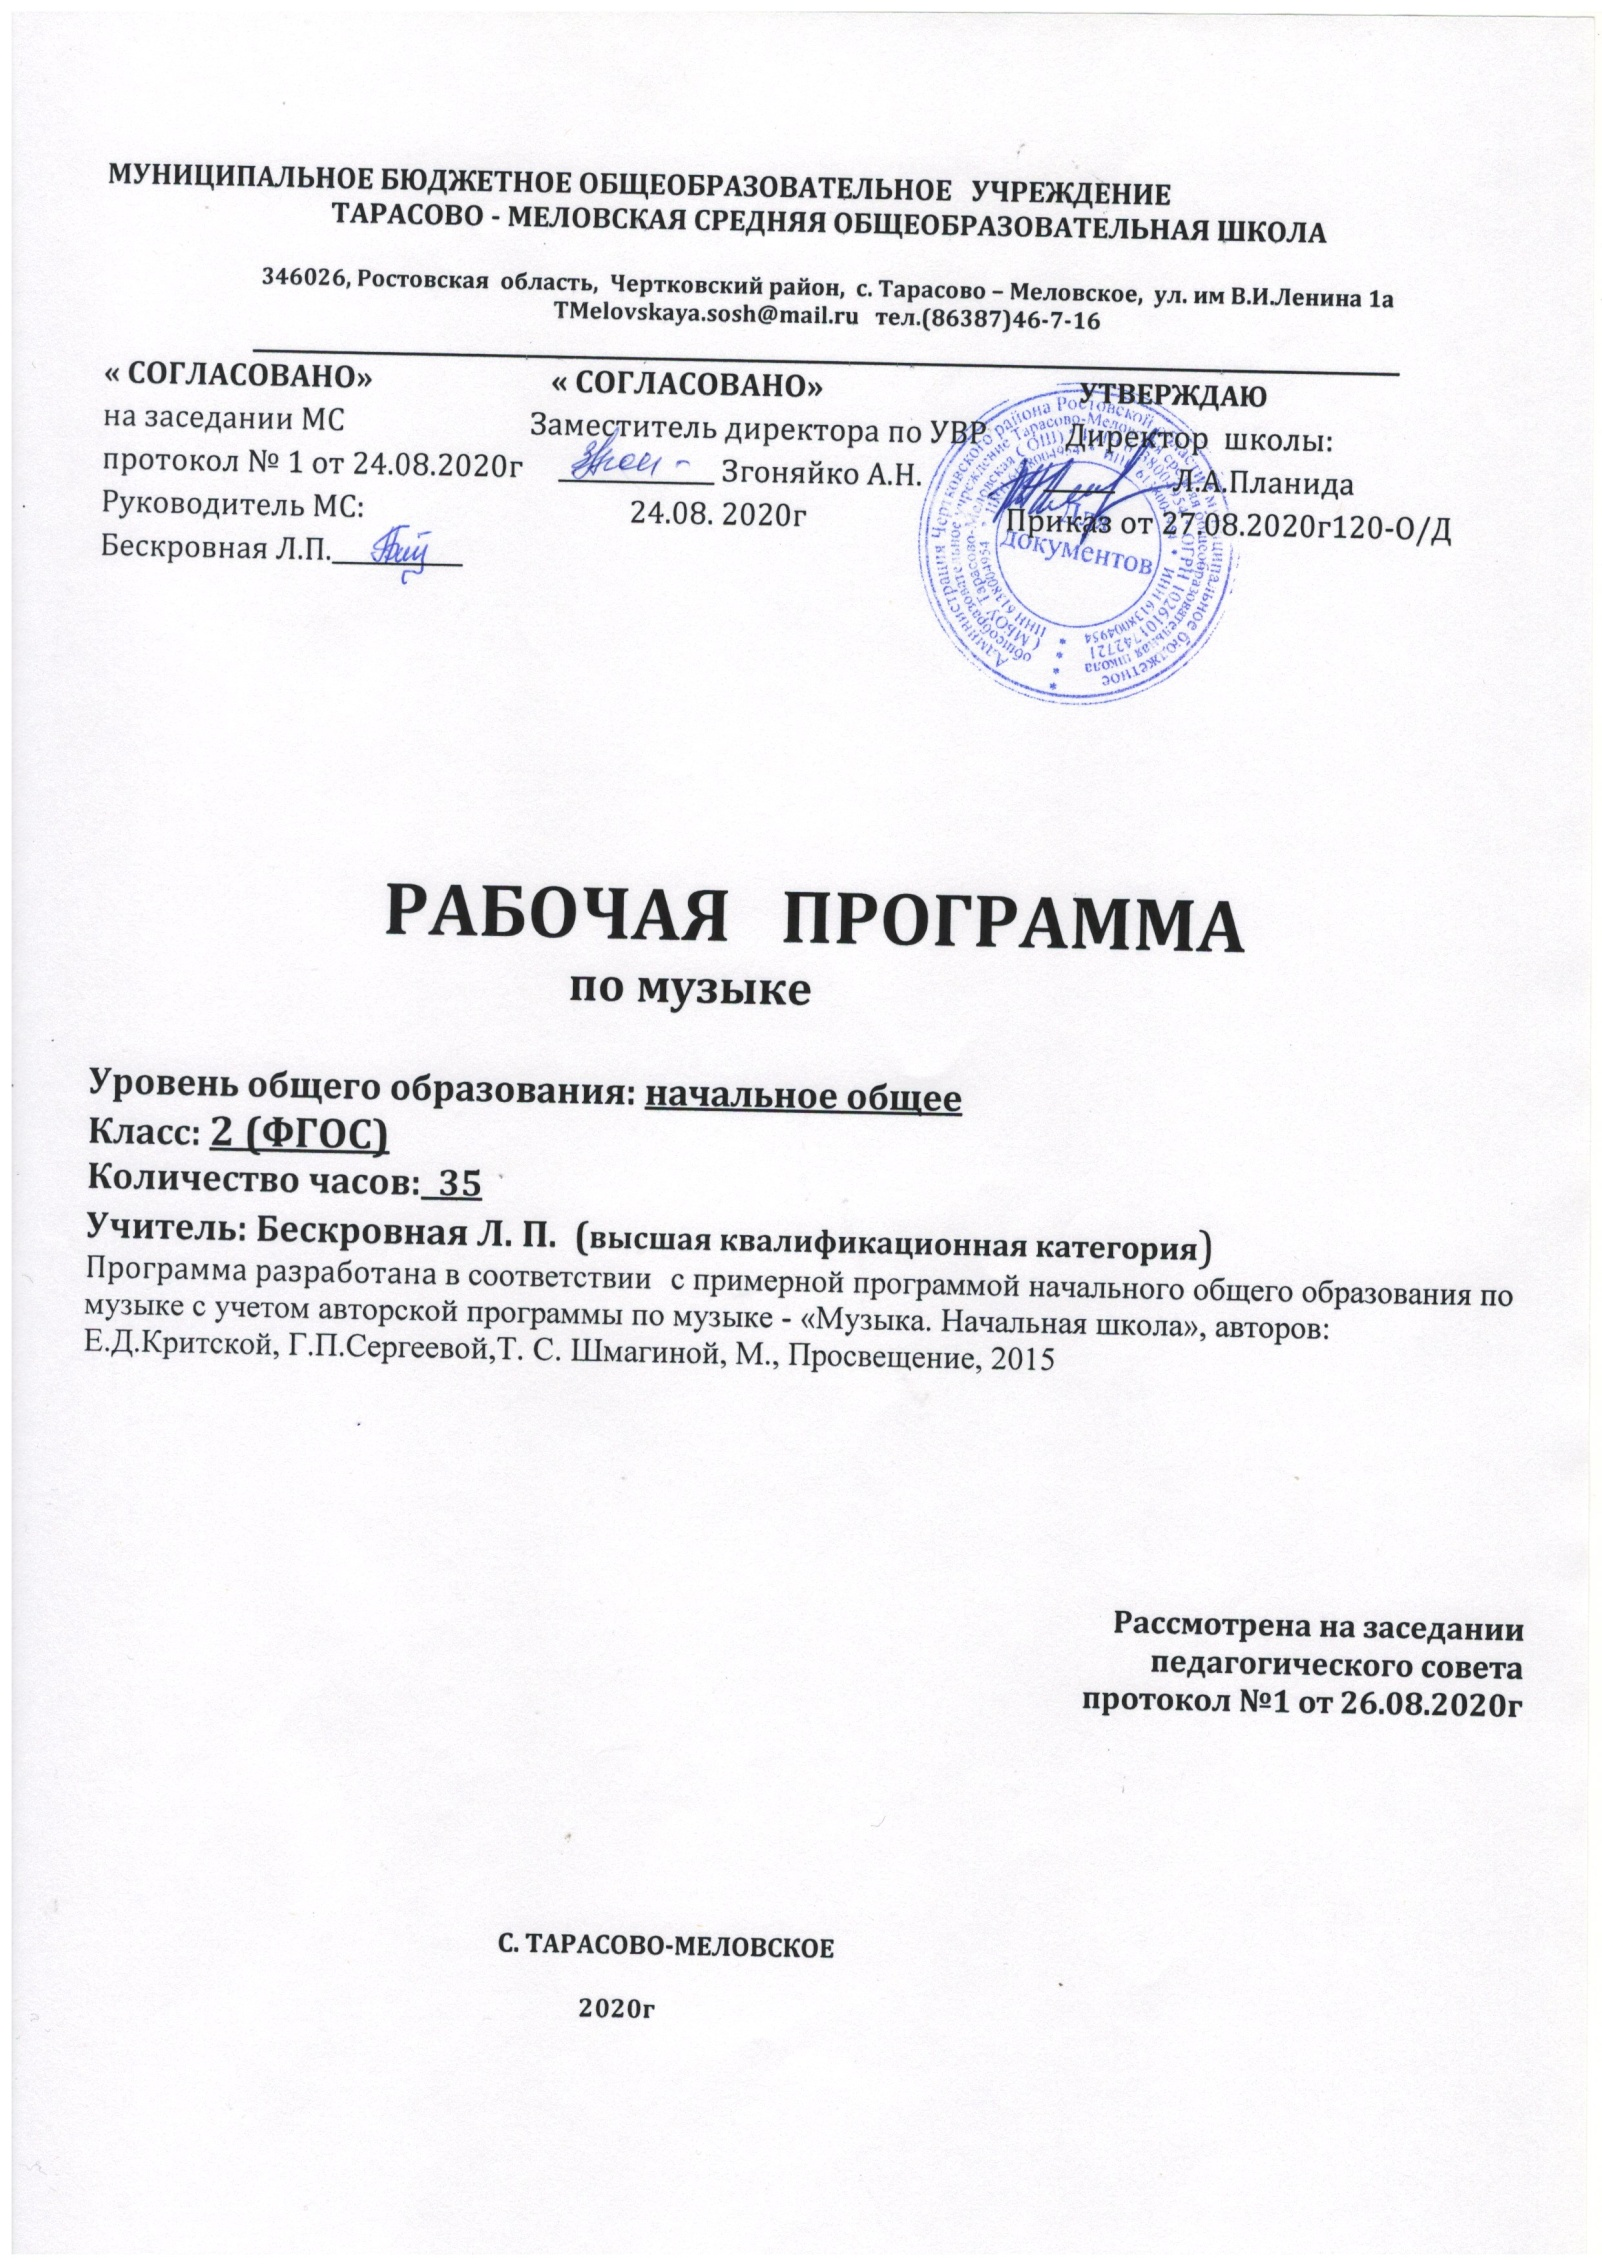 МУНИЦИПАЛЬНОЕ БЮДЖЕТНОЕ ОБЩЕОБРАЗОВАТЕЛЬНОЕ УЧРЕЖДЕНИЕ
ТАРАСОВО - МЕЛОВСКАЯ СРЕДНЯЯ ОБЩЕОБРАЗОВАТЕЛЬНАЯ ШКОЛА
346026, Ростовская область, Чертковский район, с. Тарасово – Меловское, ул. им В.И.Ленина 1а
TMelovskaya.sosh@mail.ru тел.(86387)46-7-16
« СОГЛАСОВАНО»
на заседании МС
протокол № 1 от 24.08.2020г
Руководитель МС:
Бескровная Л.П.
« СОГЛАСОВАНО»
Заместитель директора по УВР
Згоняйко А.Н.
24.08. 2020г
УТВЕРЖДАЮ
Директор школы:
Л.А.Планида
Приказ от 27.08.2020г120-О/Д
Для
документов
РАБОЧАЯ ПРОГРАММА
по музыке
Уровень общего образования: начальное общее
Класс: 2 (ФГОС)
Количество часов: 35
Учитель: Бескровная Л. П. (высшая квалификационная категория)
Программа разработана в соответствии с примерной программой начального общего образования по
музыке с учетом авторской программы по музыке - «Музыка. Начальная школа», авторов:
Е.Д.Критской, Г.П.Сергеевой,Т. С. Шмагиной, М., Просвещение, 2015
Рассмотрена на заседании
педагогического совета
протокол №1 от 26.08.2020г
С. ТАРАСОВО-МЕЛОВСКОЕ
2020г